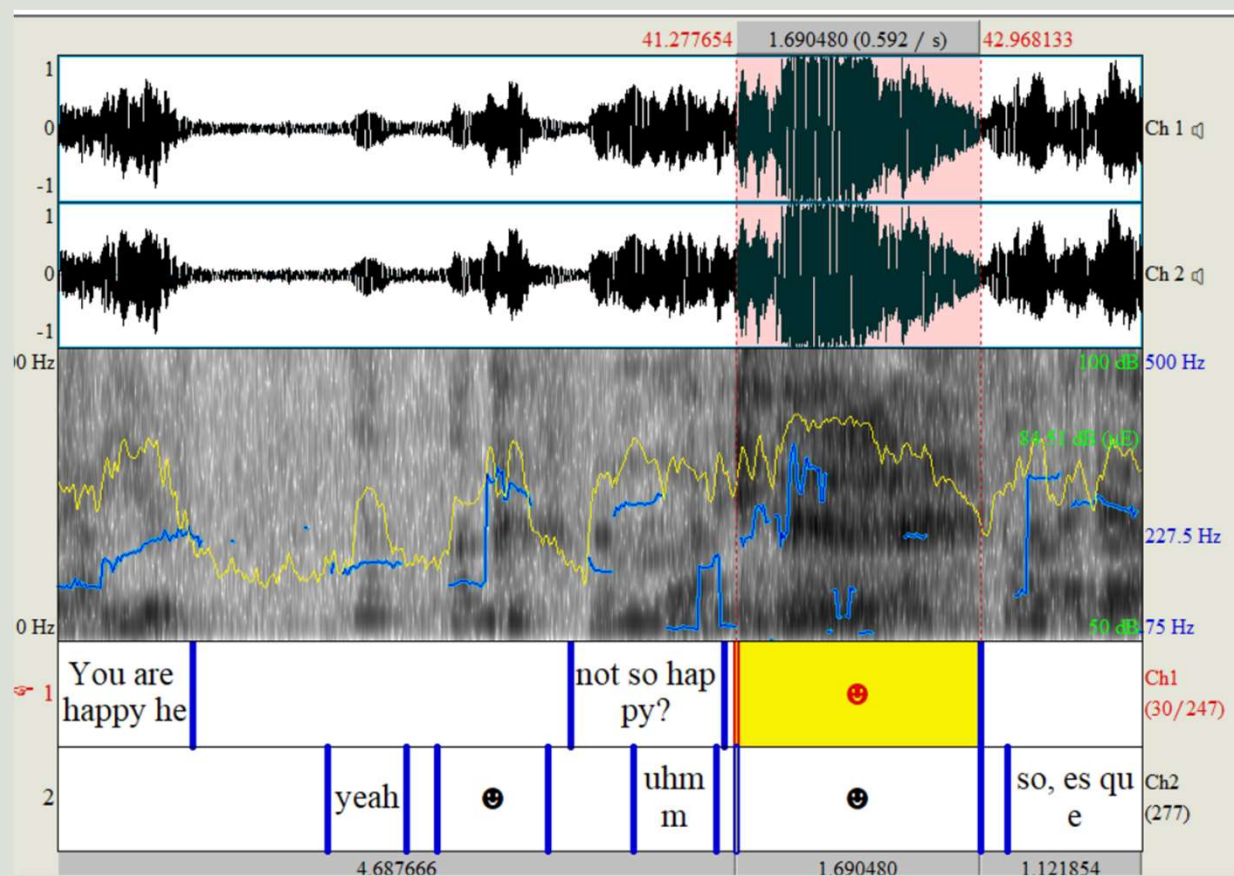 41.277654 1.690480 (0.592 / s) 42.968133
1
0
-1
Ch 1
1
0
-1
Ch 2
00 Hz
100 dB 500 Hz
84.51 dB (µE)
227.5 Hz
0 Hz
50 dB 75 Hz
1
You are
happy he
not so hap
py?
☻
Ch1
(30/247)
2
yeah
☻
uhm
m
☻
so, es qu
e
Ch2
(277)
4.687666 1.690480 1.121854